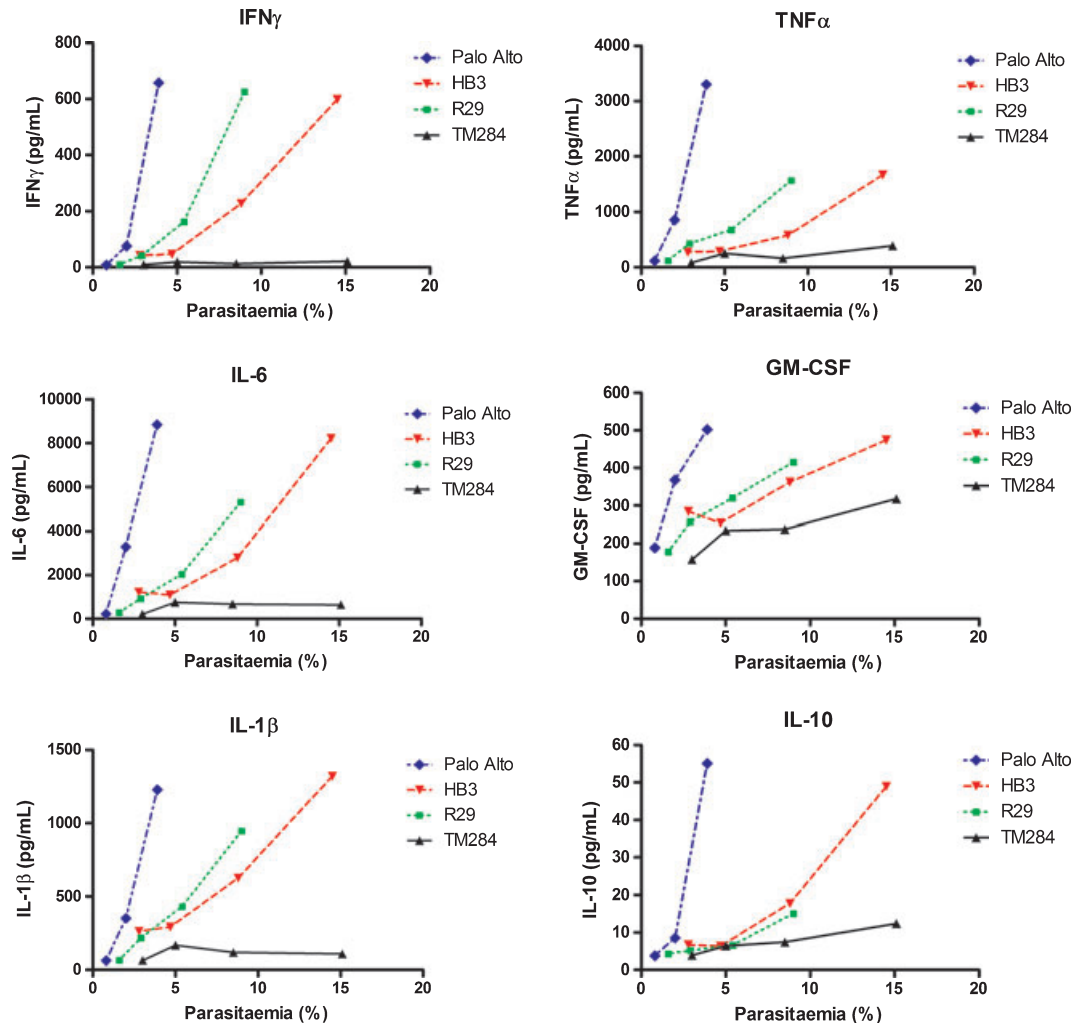 IFNγ
800
600
400
200
0
IFNγ (pg/mL)
0 5 10 15 20
Parasitaemia (%)
Palo Alto
HB3
R29
TM284
TNFα
4000
3000
2000
1000
0
TNFα (pg/mL)
0 5 10 15 20
Parasitaemia (%)
Palo Alto
HB3
R29
TM284
IL-6
10000
8000
6000
4000
2000
0
IL-6 (pg/mL)
0 5 10 15 20
Parasitaemia (%)
Palo Alto
HB3
R29
TM284
GM-CSF
600
500
400
300
200
100
0
GM-CSF (pg/mL)
0 5 10 15 20
Parasitaemia (%)
Palo Alto
HB3
R29
TM284
IL-1β
1500
1000
500
0
IL-1β (pg/mL)
0 5 10 15 20
Parasitaemia (%)
Palo Alto
HB3
R29
TM284
IL-10
60
50
40
30
20
10
0
IL-10 (pg/mL)
0 5 10 15 20
Parasitaemia (%)
Palo Alto
HB3
R29
TM284